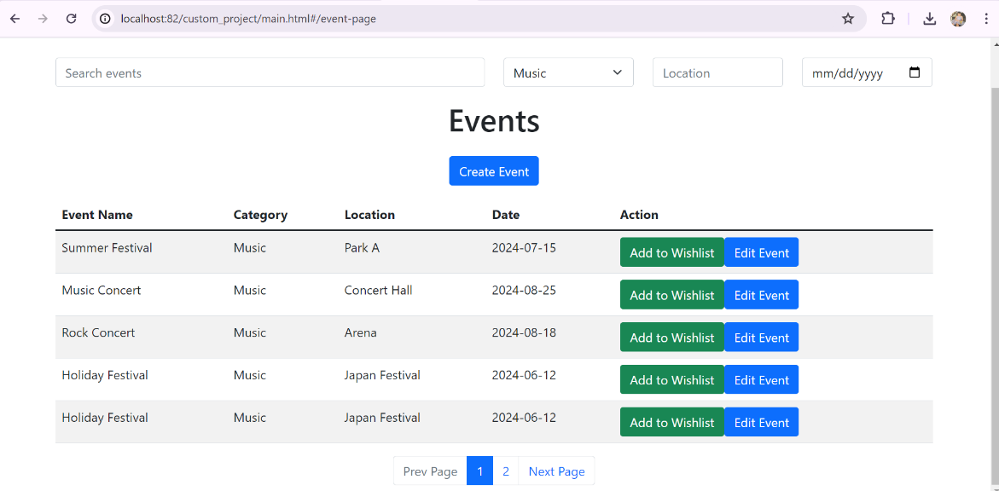 localhost:82/custom_project/main.html#/event-page
Search events Music Location mm/dd/yyyy
Events
Create Event
Event Name Category Location Date Action
Summer Festival Music Park A 2024-07-15 Add to Wishlist Edit Event
Music Concert Music Concert Hall 2024-08-25 Add to Wishlist Edit Event
Rock Concert Music Arena 2024-08-18 Add to Wishlist Edit Event
Holiday Festival Music Japan Festival 2024-06-12 Add to Wishlist Edit Event
Holiday Festival Music Japan Festival 2024-06-12 Add to Wishlist Edit Event
Prev Page 1 2 Next Page